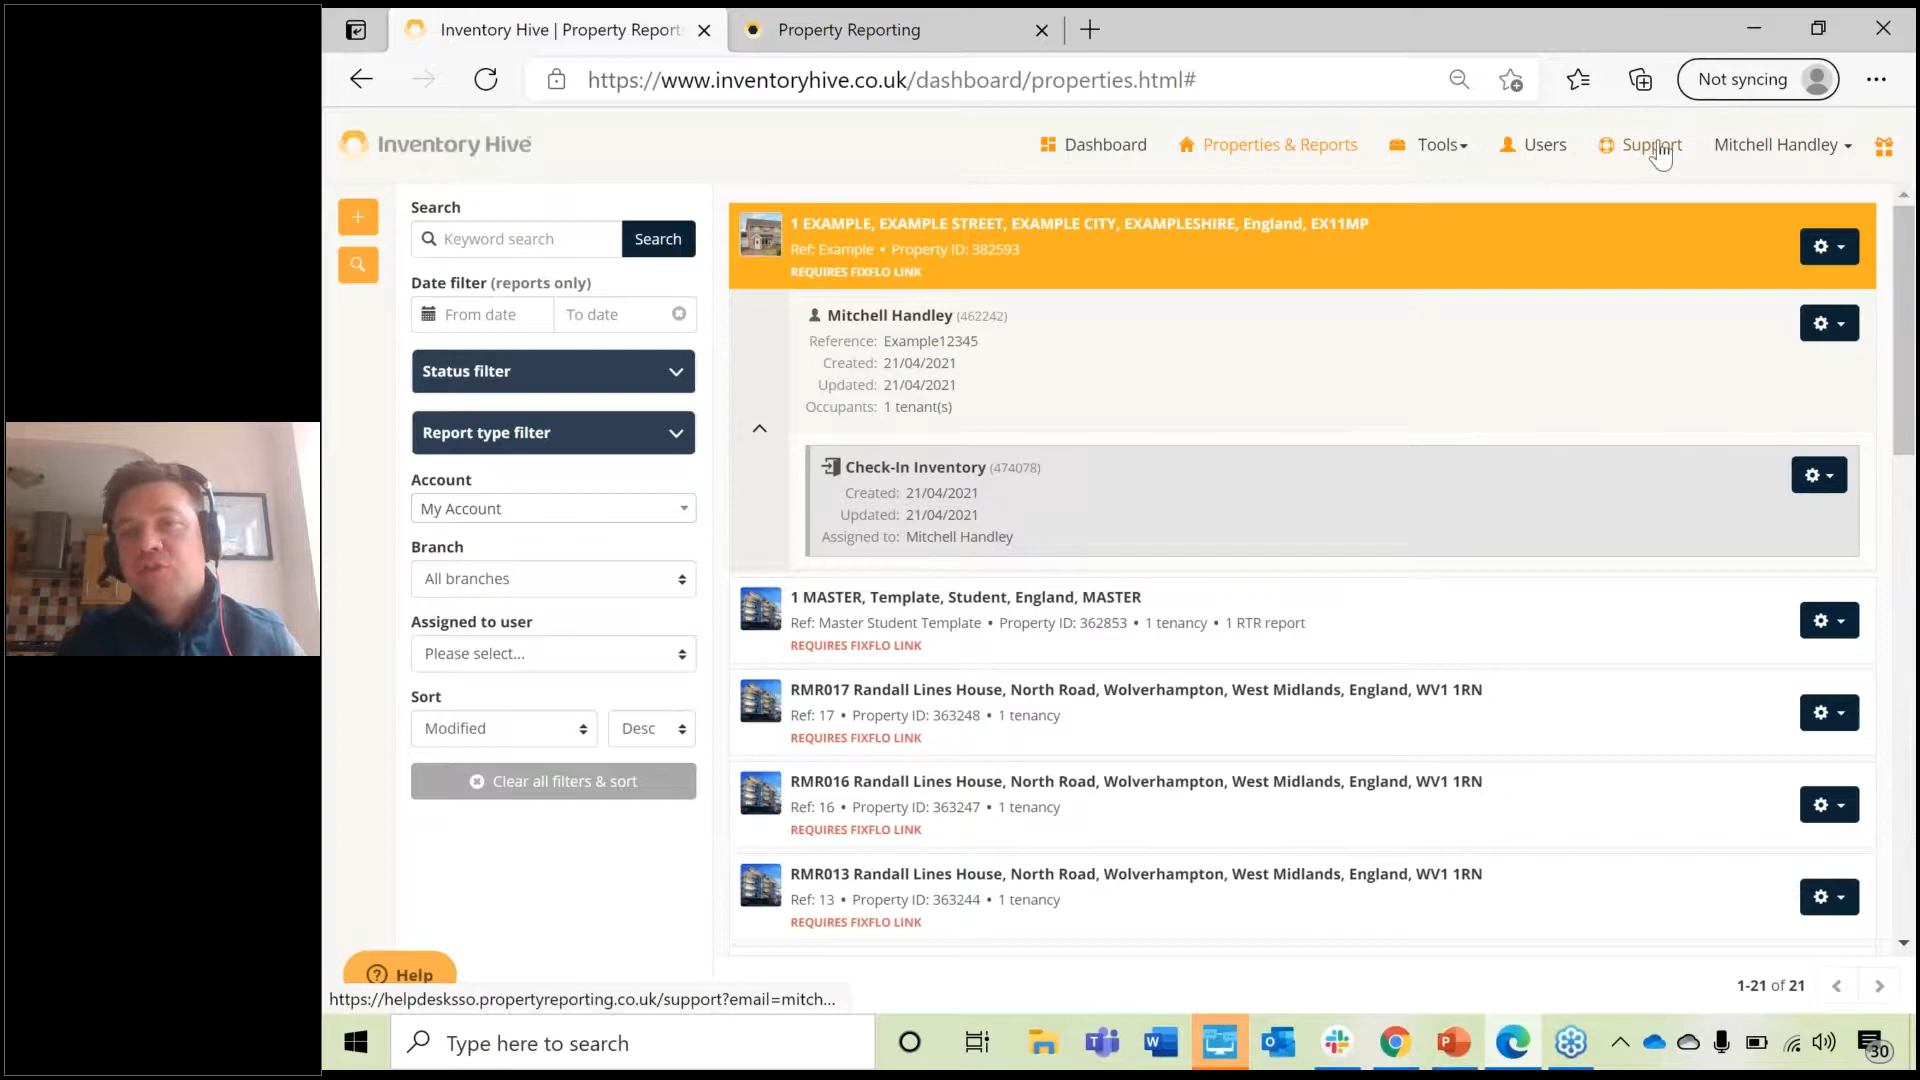 Inventory Hive | Property Report
Property Reporting
https://www.inventoryhive.co.uk/dashboard/properties.html#
Not syncing
Inventory Hive
Dashboard
Properties & Reports
Tools
Users
Support
Mitchell Handley
Search
Keyword search
Search
Date filter (reports only)
From date
To date
Status filter
Report type filter
Account
My Account
Branch
All branches
Assigned to user
Please select...
Sort
Modified
Desc
Clear all filters & sort
1 EXAMPLE, EXAMPLE STREET, EXAMPLE CITY, EXAMPLESHIRE, England, EX11MP
Ref: Example • Property ID: 382593
REQUIRES FIXFLO LINK
Mitchell Handley (462242)
Reference: Example12345
Created: 21/04/2021
Updated: 21/04/2021
Occupants: 1 tenant(s)
Check-In Inventory (474078)
Created: 21/04/2021
Updated: 21/04/2021
Assigned to: Mitchell Handley
1 MASTER, Template, Student, England, MASTER
Ref: Master Student Template • Property ID: 362853 • 1 tenancy • 1 RTR report
REQUIRES FIXFLO LINK
RMR017 Randall Lines House, North Road, Wolverhampton, West Midlands, England, WV1 1RN
Ref: 17 • Property ID: 363248 • 1 tenancy
REQUIRES FIXFLO LINK
RMR016 Randall Lines House, North Road, Wolverhampton, West Midlands, England, WV1 1RN
Ref: 16 • Property ID: 363247 • 1 tenancy
REQUIRES FIXFLO LINK
RMR013 Randall Lines House, North Road, Wolverhampton, West Midlands, England, WV1 1RN
Ref: 13 • Property ID: 363244 • 1 tenancy
REQUIRES FIXFLO LINK
Help
1-21 of 21
https://helpdesksso.propertyreporting.co.uk/support?email=mitch...
Type here to search
30